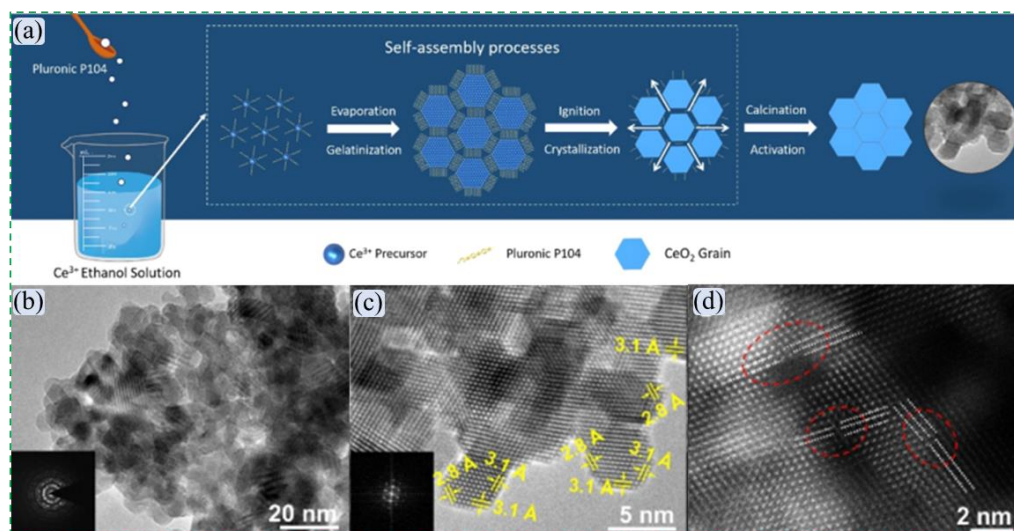 (a)
Pluronic P104
Self-assembly processes
Evaporation
Gelatinization
Ignition
Crystallization
Calcination
Activation
Ce³⁺ Ethanol Solution
Ce³⁺ Precursor
Pluronic P104
CeO₂ Grain
(b)
20 nm
(c)
3.1 A
2.8 A
2.8 A
3.1 A
3.1 A
2.8 A
3.1 A
3.1 A
5 nm
(d)
2 nm